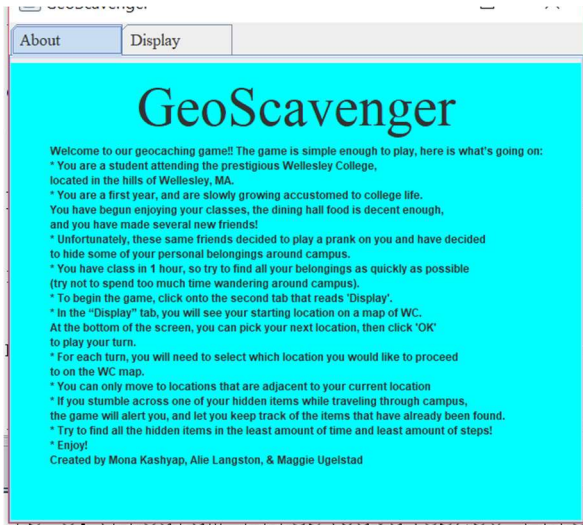 GeoScavenger
About
Display
GeoScavenger
Welcome to our geocaching game!! The game is simple enough to play, here is what's going on:
* You are a student attending the prestigious Wellesley College,
located in the hills of Wellesley, MA.
* You are a first year, and are slowly growing accustomed to college life.
You have begun enjoying your classes, the dining hall food is decent enough,
and you have made several new friends!
* Unfortunately, these same friends decided to play a prank on you and have decided
to hide some of your personal belongings around campus.
* You have class in 1 hour, so try to find all your belongings as quickly as possible
(try not to spend too much time wandering around campus).
* To begin the game, click onto the second tab that reads 'Display'.
* In the “Display” tab, you will see your starting location on a map of WC.
At the bottom of the screen, you can pick your next location, then click 'OK'
to play your turn.
* For each turn, you will need to select which location you would like to proceed
to on the WC map.
* You can only move to locations that are adjacent to your current location
* If you stumble across one of your hidden items while traveling through campus,
the game will alert you, and let you keep track of the items that have already been found.
* Try to find all the hidden items in the least amount of time and least amount of steps!
* Enjoy!
Created by Mona Kashyap, Alie Langston, & Maggie Ugelstad